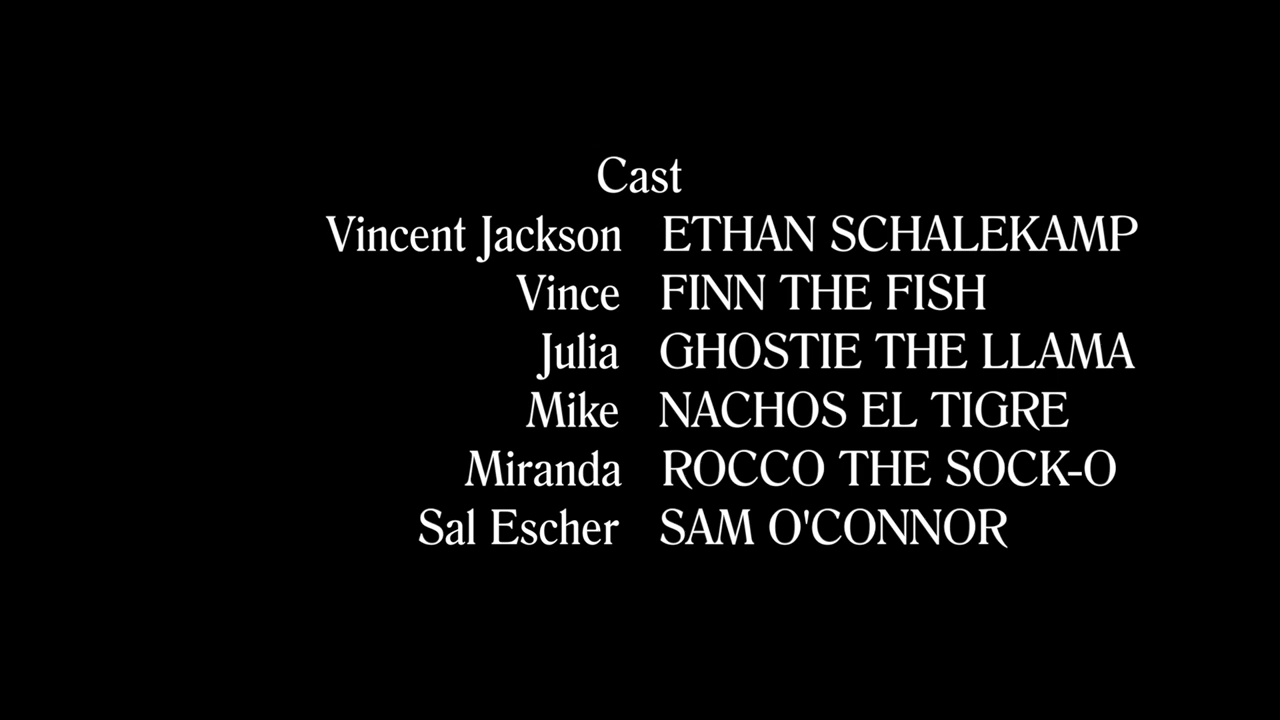 Cast
Vincent Jackson ETHAN SCHALEKAMP
Vince FINN THE FISH
Julia GHOSTIE THE LLAMA
Mike NACHOS EL TIGRE
Miranda ROCCO THE SOCK-O
Sal Escher SAM O'CONNOR